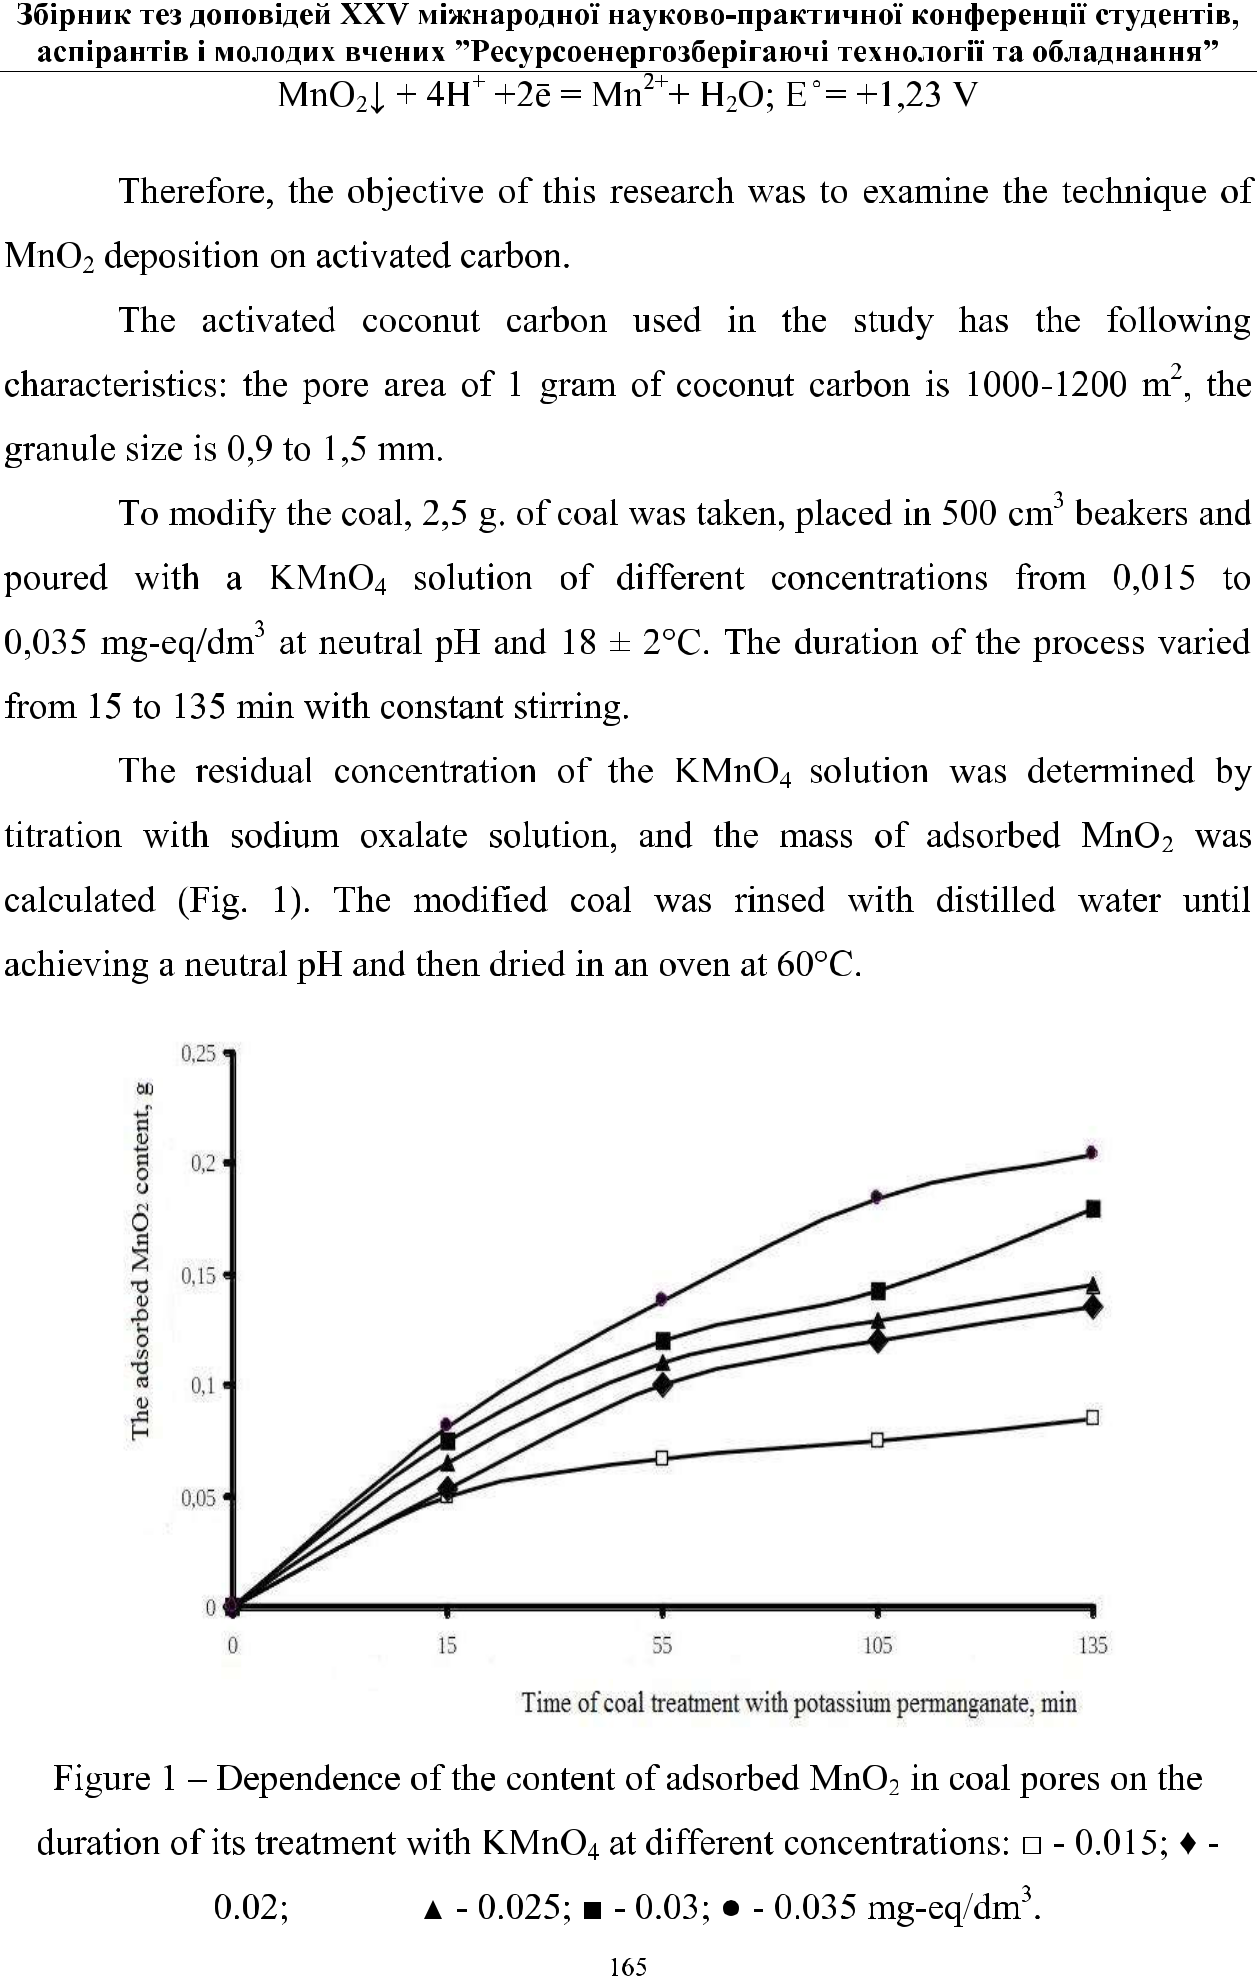 Збірник тез доповідей XXV міжнародної науково-практичної конференції студентів,
аспірантів і молодих вчених ”Ресурсоенергозберігаючі технології та обладнання”
MnO₂↓ + 4H⁺ +2ē = Mn²⁺+ H₂O; E°= +1,23 V
Therefore, the objective of this research was to examine the technique of
MnO₂ deposition on activated carbon.
The activated coconut carbon used in the study has the following
characteristics: the pore area of 1 gram of coconut carbon is 1000-1200 m², the
granule size is 0,9 to 1,5 mm.
To modify the coal, 2,5 g. of coal was taken, placed in 500 cm³ beakers and
poured with a KMnO₄ solution of different concentrations from 0,015 to
0,035 mg-eq/dm³ at neutral pH and 18 ± 2°C. The duration of the process varied
from 15 to 135 min with constant stirring.
The residual concentration of the KMnO₄ solution was determined by
titration with sodium oxalate solution, and the mass of adsorbed MnO₂ was
calculated (Fig. 1). The modified coal was rinsed with distilled water until
achieving a neutral pH and then dried in an oven at 60°C.
The adsorbed MnO₂ content, g
0,25
0,2
0,15
0,1
0,05
0
0 15 55 105 135
Time of coal treatment with potassium permanganate, min
Figure 1 – Dependence of the content of adsorbed MnO₂ in coal pores on the
duration of its treatment with KMnO₄ at different concentrations: □ - 0.015; ♦ -
0.02; ▲ - 0.025; ■ - 0.03; ● - 0.035 mg-eq/dm³.
165